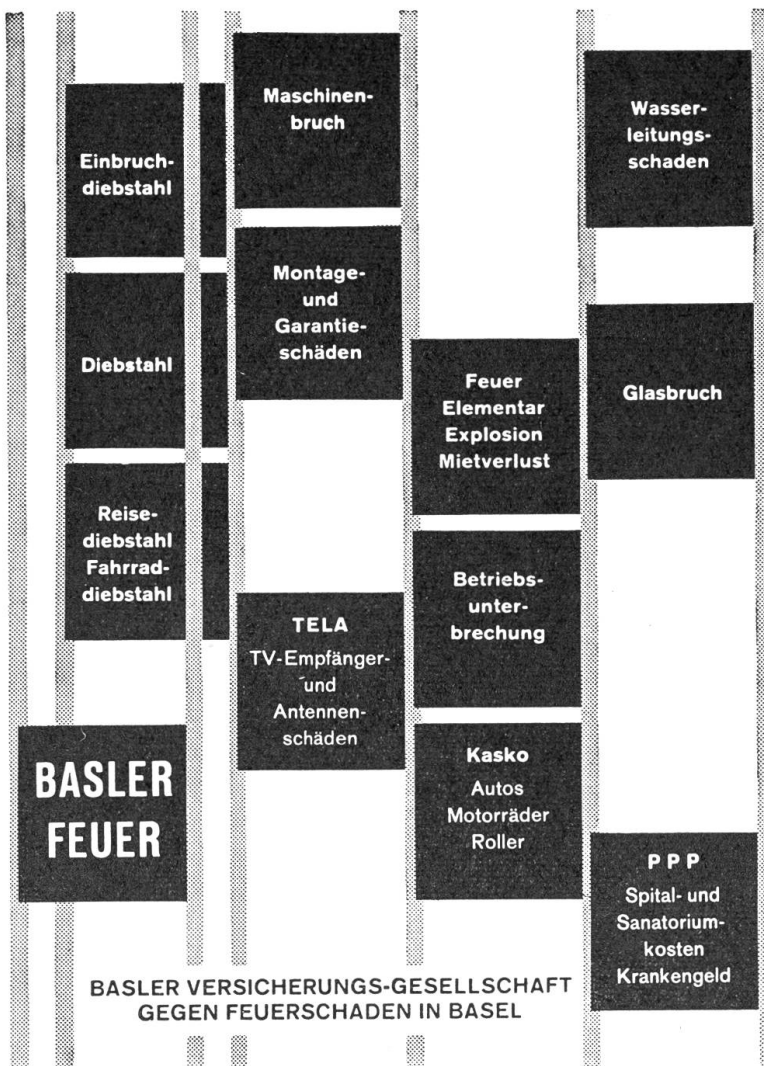 Einbruch-
diebstahl
Diebstahl
Reise-
diebstahl
Fahrrad-
diebstahl
BASLER
FEUER
Maschinen-
bruch
Montage-
und
Garantie-
schäden
TELA
TV-Empfänger-
und
Antennen-
schäden
Feuer
Elementar
Explosion
Mietverlust
Betriebs-
unter-
brechung
Kasko
Autos
Motorräder
Roller
Wasser-
leitungs-
schaden
Glasbruch
PPP
Spital- und
Sanatorium-
kosten
Krankengeld
BASLER VERSICHERUNGS-GESELLSCHAFT
GEGEN FEUERSCHADEN IN BASEL